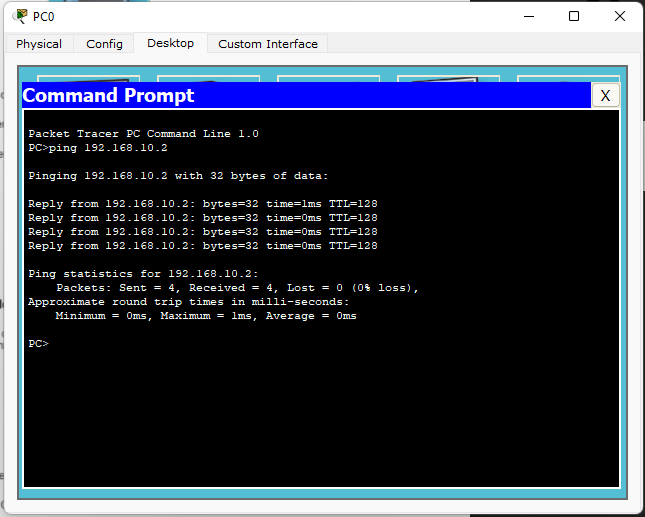 PC0
Physical Config Desktop Custom Interface
Command Prompt X
Packet Tracer PC Command Line 1.0
PC>ping 192.168.10.2
Pinging 192.168.10.2 with 32 bytes of data:
Reply from 192.168.10.2: bytes=32 time=1ms TTL=128
Reply from 192.168.10.2: bytes=32 time=0ms TTL=128
Reply from 192.168.10.2: bytes=32 time=0ms TTL=128
Reply from 192.168.10.2: bytes=32 time=0ms TTL=128
Ping statistics for 192.168.10.2:
Packets: Sent = 4, Received = 4, Lost = 0 (0% loss),
Approximate round trip times in milli-seconds:
Minimum = 0ms, Maximum = 1ms, Average = 0ms
PC>